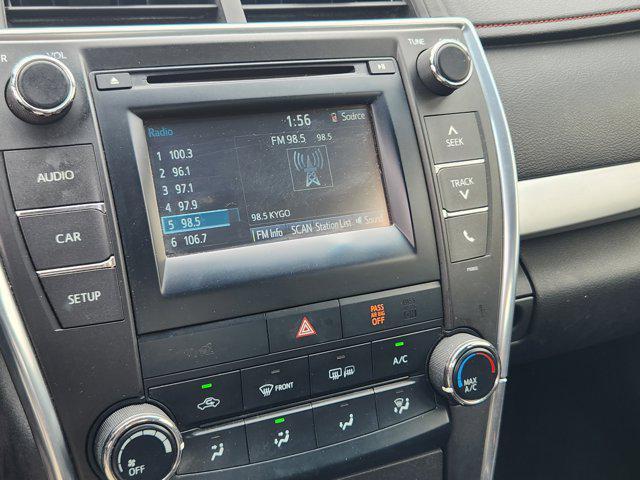 VOL
TUNE
1:56
Source
Radio
FM 98.5 98.5
1 100.3
2 96.1
3 97.1
4 97.9
5 98.5
6 106.7
98.5 KYGO
FM Info SCAN Station List Sound
AUDIO
CAR
SETUP
SEEK
TRACK
PASS
AIR BAG
OFF
FRONT
A/C
MAX
A/C
OFF